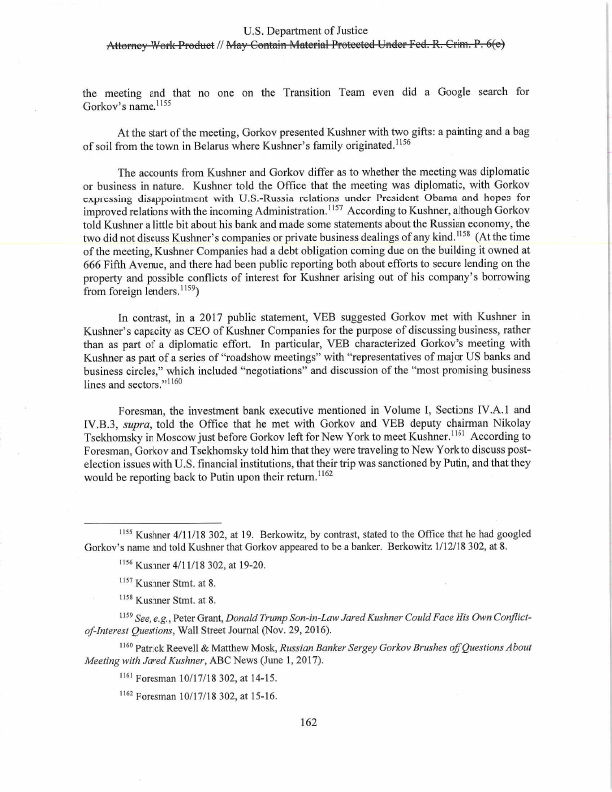 U.S. Department of Justice
Attorney Work Product // May Contain Material Protected Under Fed. R. Crim. P. 6(e)
the meeting and that no one on the Transition Team even did a Google search for
Gorkov's name.1155
At the start of the meeting, Gorkov presented Kushner with two gifts: a painting and a bag
of soil from the town in Belarus where Kushner's family originated.1156
The accounts from Kushner and Gorkov differ as to whether the meeting was diplomatic
or business in nature. Kushner told the Office that the meeting was diplomatic, with Gorkov
expressing disappointment with U.S.-Russia relations under President Obama and hopes for
improved relations with the incoming Administration.1157 According to Kushner, although Gorkov
told Kushner a little bit about his bank and made some statements about the Russian economy, the
two did not discuss Kushner's companies or private business dealings of any kind.1158 (At the time
of the meeting, Kushner Companies had a debt obligation coming due on the building it owned at
666 Fifth Avenue, and there had been public reporting both about efforts to secure lending on the
property and possible conflicts of interest for Kushner arising out of his company's borrowing
from foreign lenders.1159)
In contrast, in a 2017 public statement, VEB suggested Gorkov met with Kushner in
Kushner's capacity as CEO of Kushner Companies for the purpose of discussing business, rather
than as part of a diplomatic effort. In particular, VEB characterized Gorkov's meeting with
Kushner as part of a series of "roadshow meetings" with "representatives of major US banks and
business circles," which included "negotiations" and discussion of the "most promising business
lines and sectors."1160
Foresman, the investment bank executive mentioned in Volume I, Sections IV.A.1 and
IV.B.3, supra, told the Office that he met with Gorkov and VEB deputy chairman Nikolay
Tsekhomsky in Moscow just before Gorkov left for New York to meet Kushner.1161 According to
Foresman, Gorkov and Tsekhomsky told him that they were traveling to New York to discuss post-
election issues with U.S. financial institutions, that their trip was sanctioned by Putin, and that they
would be reporting back to Putin upon their return.1162
1155 Kushner 4/11/18 302, at 19. Berkowitz, by contrast, stated to the Office that he had googled
Gorkov's name and told Kushner that Gorkov appeared to be a banker. Berkowitz 1/12/18 302, at 8.
1156 Kushner 4/11/18 302, at 19-20.
1157 Kushner Stmt. at 8.
1158 Kushner Stmt. at 8.
1159 See, e.g., Peter Grant, Donald Trump Son-in-Law Jared Kushner Could Face His Own Conflict-
of-Interest Questions, Wall Street Journal (Nov. 29, 2016).
1160 Patrick Reevell & Matthew Mosk, Russian Banker Sergey Gorkov Brushes off Questions About
Meeting with Jared Kushner, ABC News (June 1, 2017).
1161 Foresman 10/17/18 302, at 14-15.
1162 Foresman 10/17/18 302, at 15-16.
162